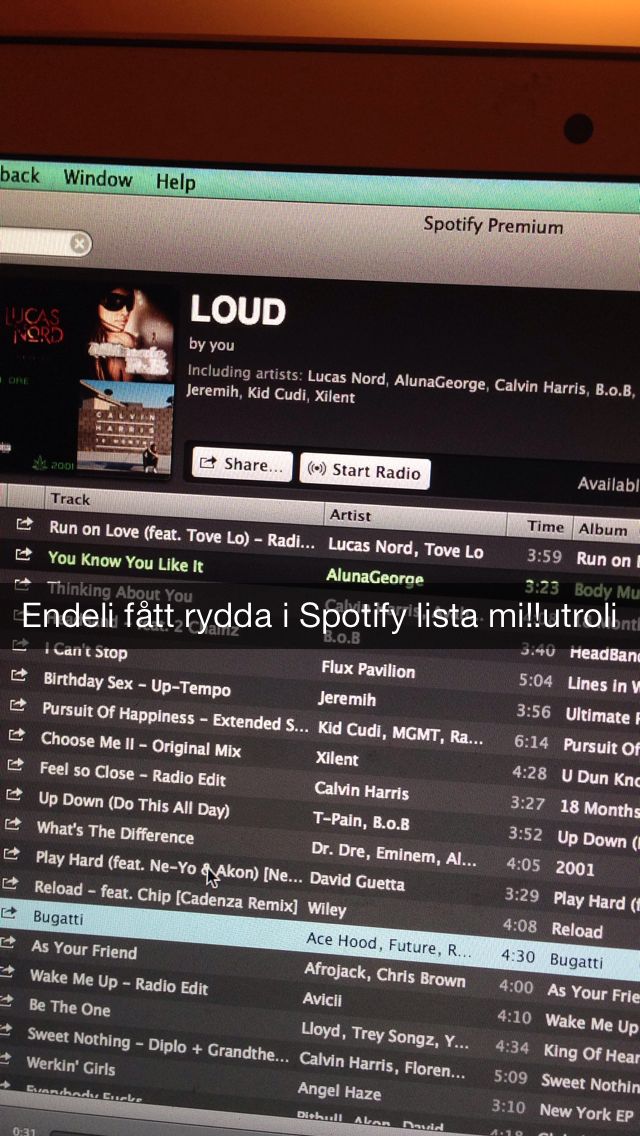 back Window Help
Spotify Premium
LUCAS
NORD
LOUD
by you
Including artists: Lucas Nord, AlunaGeorge, Calvin Harris, B.o.B,
Jeremih, Kid Cudi, Xilent
CALVIN
HARRIS
2001
Share... Start Radio
Availabl
Track Artist Time Album
Run on Love (feat. Tove Lo) – Radi... Lucas Nord, Tove Lo 3:59 Run on
You Know You Like It AlunaGeorge 3:23 Body Mu
Thinking About You
Endeli fått rydda i Spotify lista mi!!utroli
2 Chainz B.o.B 3:40 HeadBan
I Can't Stop Flux Pavilion 5:04 Lines in W
Birthday Sex – Up-Tempo Jeremih 3:56 Ultimate
Pursuit Of Happiness – Extended S... Kid Cudi, MGMT, Ra... 6:14 Pursuit Of
Choose Me II – Original Mix Xilent 4:28 U Dun Kno
Feel so Close – Radio Edit Calvin Harris 3:27 18 Months
Up Down (Do This All Day) T-Pain, B.o.B 3:52 Up Down (
What's The Difference Dr. Dre, Eminem, Al... 4:05 2001
Play Hard (feat. Ne-Yo & Akon) [Ne... David Guetta 3:29 Play Hard (f
Reload – feat. Chip [Cadenza Remix] Wiley 4:08 Reload
Bugatti Ace Hood, Future, R... 4:30 Bugatti
As Your Friend Afrojack, Chris Brown 4:00 As Your Frie
Wake Me Up – Radio Edit Avicii 4:10 Wake Me Up
Be The One Lloyd, Trey Songz, Y... 4:34 King Of Hear
Sweet Nothing – Diplo + Grandthe... Calvin Harris, Floren... 5:09 Sweet Nothin
Werkin' Girls Angel Haze 3:10 New York EP
Everybody Fucks Pitbull, Akon, David 4:18
0:31